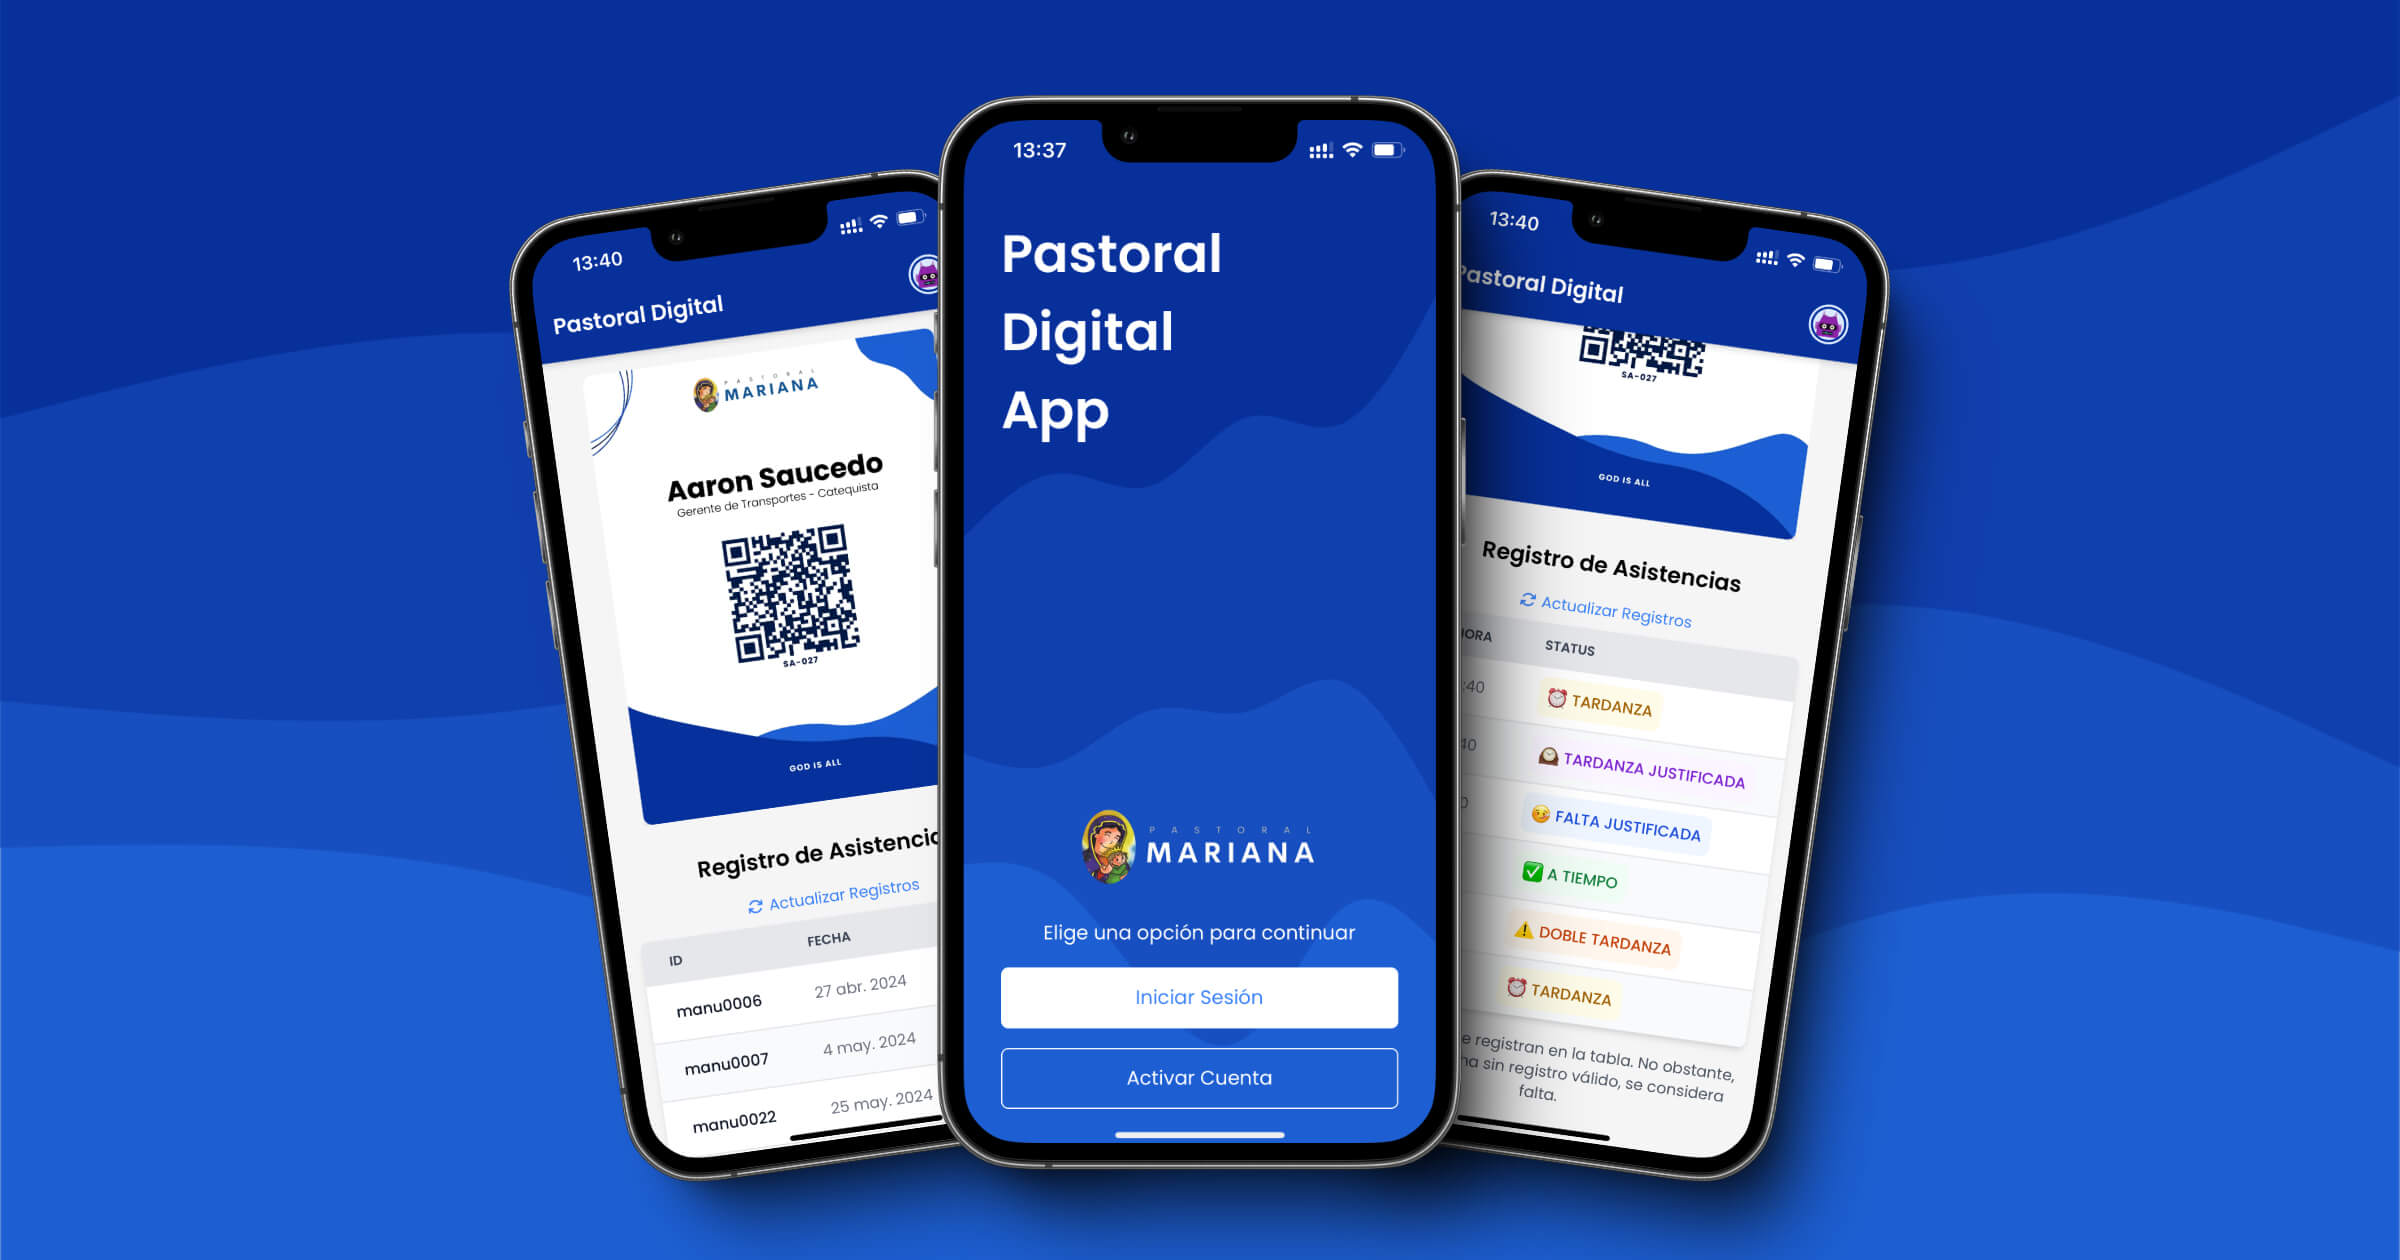 13:40
Pastoral Digital
PASTORAL
MARIANA
Aaron Saucedo
Gerente de Transportes - Catequista
SA-027
GOD IS ALL
Registro de
Actualizar Registros
ID FECHA
manu0006 27 abr. 2024
manu0007 4 may. 2024
manu0022 25 may. 2024
13:37
Pastoral
Digital
App
PASTORAL
MARIANA
Elige una opción para continuar
Iniciar Sesión
Activar Cuenta
13:40
Pastoral Digital
SA-027
GOD IS ALL
Registro de Asistencias
Actualizar Registros
STATUS
TARDANZA
TARDANZA JUSTIFICADA
FALTA JUSTIFICADA
A TIEMPO
DOBLE TARDANZA
TARDANZA
registran en la tabla. No obstante,
sin registro válido, se considera
falta.